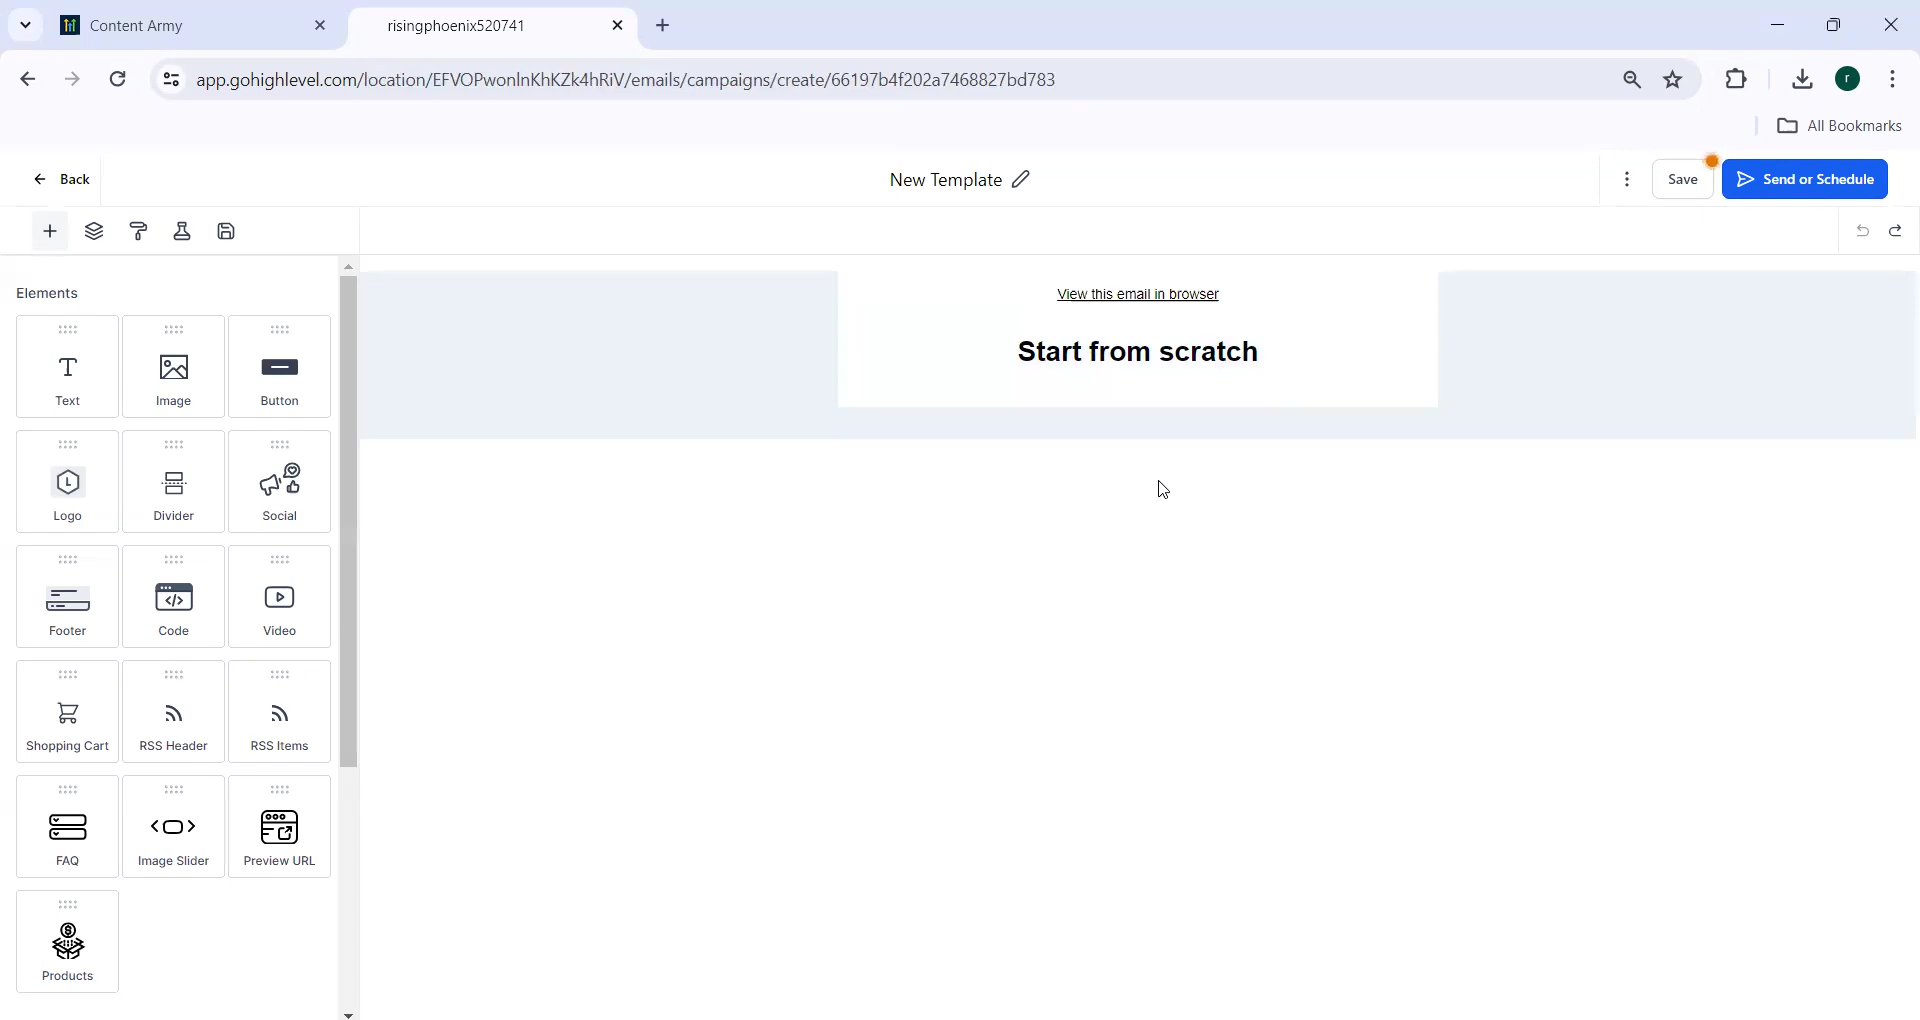 Content Army
risingphoenix520741
app.gohighlevel.com/location/EFVOPwonlnKhKZk4hRiV/emails/campaigns/create/66197b4f202a7468827bd783
r
All Bookmarks
Back
New Template
Save
Send or Schedule
Elements
View this email in browser
Start from scratch
Text
Image
Button
Logo
Divider
Social
Footer
Code
Video
Shopping Cart
RSS Header
RSS Items
FAQ
Image Slider
Preview URL
Products